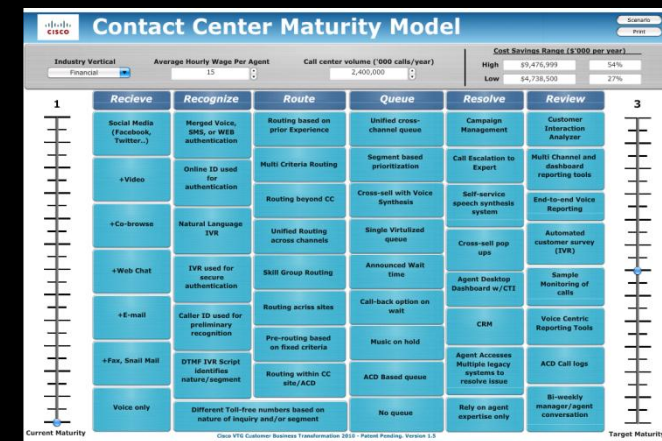 CISCO
Contact Center Maturity Model
Scenario
Print
Industry Vertical
Financial
Average Hourly Wage Per Agent
15
Call center volume ('000 calls/year)
2,400,000
Cost Savings Range ($'000 per year)
High $9,476,999 54%
Low $4,738,500 27%
1
3
Recieve
Recognize
Route
Queue
Resolve
Review
Social Media
(Facebook,
Twitter..)
+Video
+Co-browse
+Web Chat
+E-mail
+Fax, Snail Mail
Voice only
Merged Voice,
SMS, or WEB
authentication
Online ID used
for
authentication
Natural Language
IVR
IVR used for
secure
authentication
Caller ID used for
preliminary
recognition
DTMF IVR Script
identifies
nature/segment
Different Toll-free numbers based on
nature of inquiry and/or segment
Routing based on
prior Experience
Multi Criteria Routing
Routing beyond CC
Unified Routing
across channels
Skill Group Routing
Routing acriss sites
Pre-routing based
on fixed criteria
Routing within CC
site/ACD
Unified cross-
channel queue
Segment based
prioritization
Cross-sell with Voice
Synthesis
Single Virtulized
queue
Announced Wait
time
Call-back option on
wait
Music on hold
ACD Based queue
No queue
Campaign
Management
Call Escalation to
Expert
Self-service
speech synthesis
system
Cross-sell pop
ups
Agent Desktop
Dashboard w/CTI
CRM
Agent Accesses
Multiple legacy
systems to
resolve issue
Rely on agent
expertise only
Customer
Interaction
Analyzer
Multi Channel and
dashboard
reporting tools
End-to-end Voice
Reporting
Automated
customer survey
(IVR)
Sample
Monitoring of
calls
Voice Centric
Reporting Tools
ACD Call logs
Bi-weekly
manager/agent
conversation
Current Maturity
Target Maturity
Cisco VTG Customer Business Transformation 2010 - Patent Pending. Version 1.5